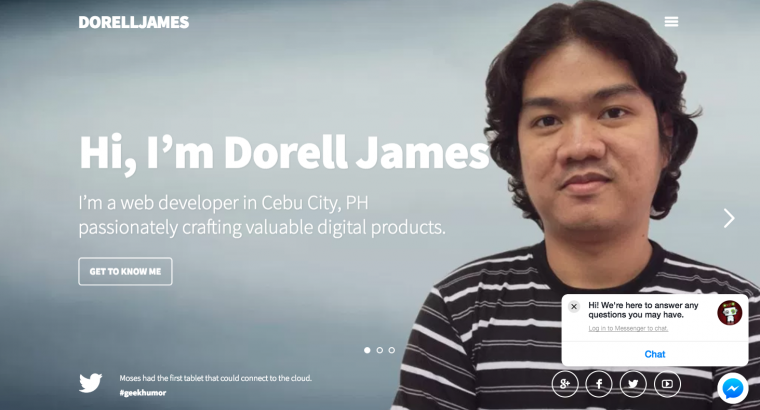 DORELLJAMES
Hi, I'm Dorell James
I'm a web developer in Cebu City, PH
passionately crafting valuable digital products.
GET TO KNOW ME
Hi! We're here to answer any
questions you may have.
Log in to Messenger to chat.
Chat
Moses had the first tablet that could connect to the cloud.
#geekhumor
g+
f